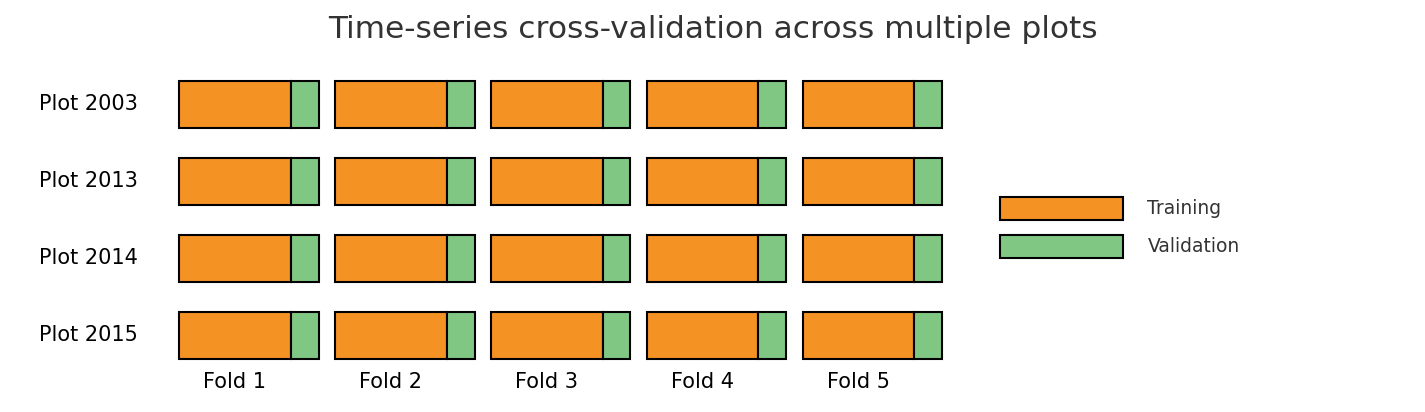 Time-series cross-validation across multiple plots
Plot 2003
Plot 2013
Training
Validation
Plot 2014
Plot 2015
Fold 1 Fold 2 Fold 3 Fold 4 Fold 5